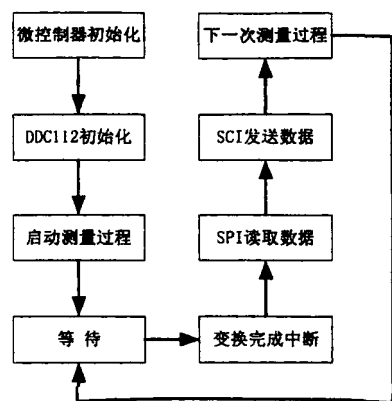 微控制器初始化
DDC112初始化
启动测量过程
等 待
变换完成中断
SPI读取数据
SCI发送数据
下一次测量过程